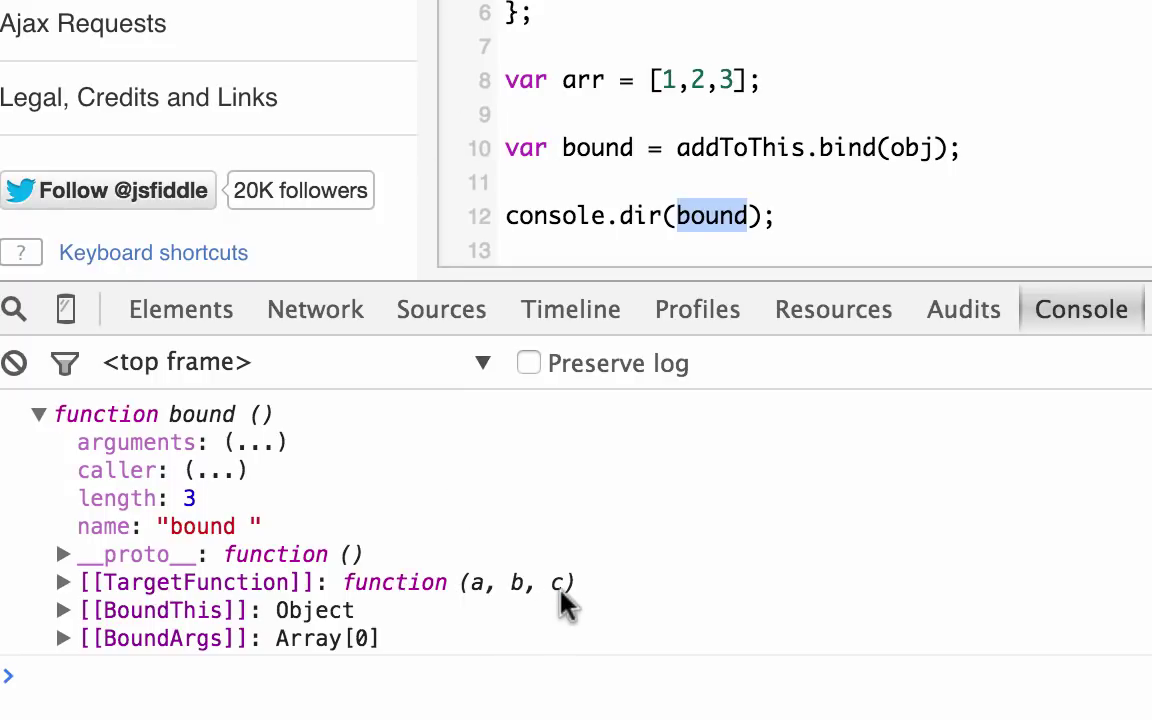 Ajax Requests
Legal, Credits and Links
Follow @jsfiddle 20K followers
? Keyboard shortcuts
6 };
7
8 var arr = [1,2,3];
9
10 var bound = addToThis.bind(obj);
11
12 console.dir(bound);
13
Elements Network Sources Timeline Profiles Resources Audits Console
<top frame> ▼ Preserve log
▼ function bound ()
arguments: (...)
caller: (...)
length: 3
name: "bound "
▶ __proto__: function ()
▶ [[TargetFunction]]: function (a, b, c)
▶ [[BoundThis]]: Object
▶ [[BoundArgs]]: Array[0]
>